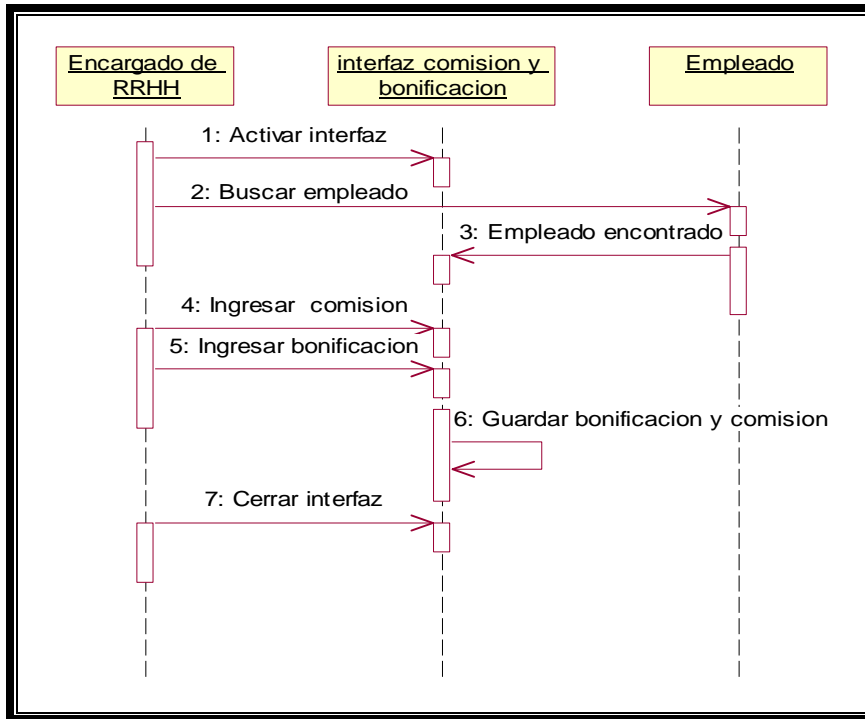 Encargado de
RRHH
interfaz comision y
bonificacion
Empleado
1: Activar interfaz
2: Buscar empleado
3: Empleado encontrado
4: Ingresar comision
5: Ingresar bonificacion
6: Guardar bonificacion y comision
7: Cerrar interfaz